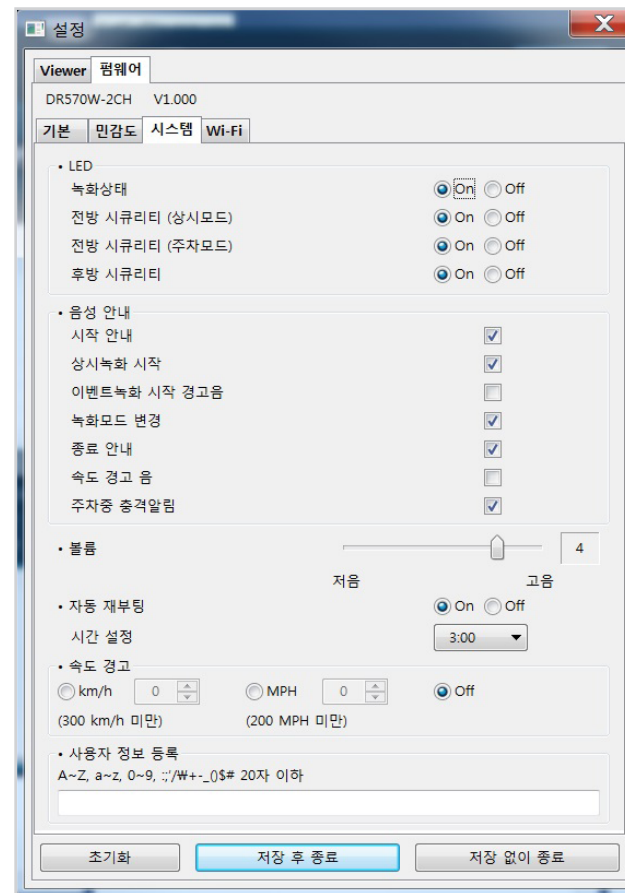 설정
Viewer 펌웨어
DR570W-2CH V1.000
기본 민감도 시스템 Wi-Fi
• LED
녹화상태 On Off
전방 시큐리티 (상시모드) On Off
전방 시큐리티 (주차모드) On Off
후방 시큐리티 On Off
• 음성 안내
시작 안내
상시녹화 시작
이벤트녹화 시작 경고음
녹화모드 변경
종료 안내
속도 경고 음
주차중 충격알림
• 볼륨 4
저음 고음
• 자동 재부팅 On Off
시간 설정 3:00
• 속도 경고
km/h 0 MPH 0 Off
(300 km/h 미만) (200 MPH 미만)
• 사용자 정보 등록
A~Z, a~z, 0~9, :;'/₩+-_()$# 20자 이하
초기화 저장 후 종료 저장 없이 종료